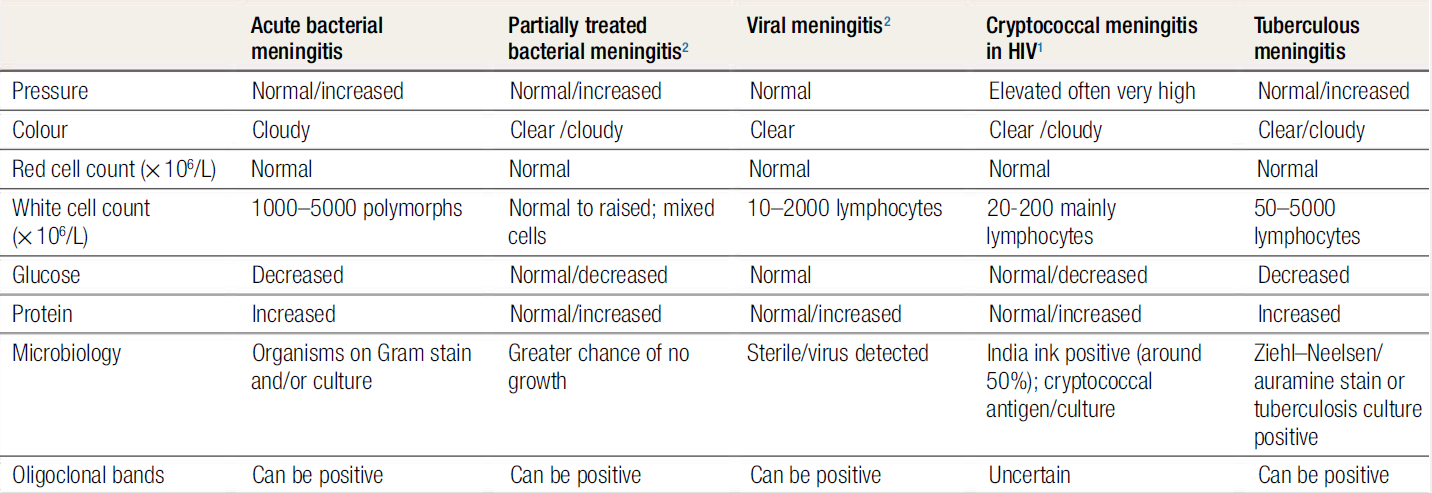 Acute bacterial meningitis | Partially treated bacterial meningitis² | Viral meningitis² | Cryptococcal meningitis in HIV¹ | Tuberculous meningitis
Pressure | Normal/increased | Normal/increased | Normal | Elevated often very high | Normal/increased
Colour | Cloudy | Clear /cloudy | Clear | Clear /cloudy | Clear/cloudy
Red cell count (× 10⁶/L) | Normal | Normal | Normal | Normal | Normal
White cell count (× 10⁶/L) | 1000–5000 polymorphs | Normal to raised; mixed cells | 10–2000 lymphocytes | 20-200 mainly lymphocytes | 50–5000 lymphocytes
Glucose | Decreased | Normal/decreased | Normal | Normal/decreased | Decreased
Protein | Increased | Normal/increased | Normal/increased | Normal/increased | Increased
Microbiology | Organisms on Gram stain and/or culture | Greater chance of no growth | Sterile/virus detected | India ink positive (around 50%); cryptococcal antigen/culture | Ziehl–Neelsen/ auramine stain or tuberculosis culture positive
Oligoclonal bands | Can be positive | Can be positive | Can be positive | Uncertain | Can be positive